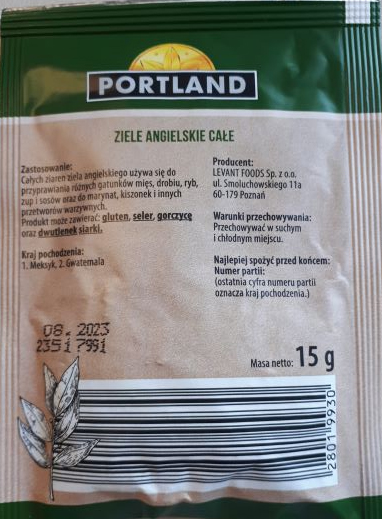 PORTLAND
ZIELE ANGIELSKIE CAŁE
Zastosowanie:
Całych ziaren ziela angielskiego używa się do
przyprawiania różnych gatunków mięs, drobiu, ryb,
zup i sosów oraz do marynat, kiszonek i innych
przetworów warzywnych.
Produkt może zawierać: gluten, seler, gorczycę
oraz dwutlenek siarki.
Kraj pochodzenia:
1. Meksyk, 2. Gwatemala
Producent:
LEVANT FOODS Sp. z o.o.
ul. Smoluchowskiego 11a
60-179 Poznań
Warunki przechowywania:
Przechowywać w suchym
i chłodnym miejscu.
Najlepiej spożyć przed końcem:
Numer partii:
(ostatnia cyfra numeru partii
oznacza kraj pochodzenia.)
08. 2023
2351 7991
Masa netto: 15 g
28019930